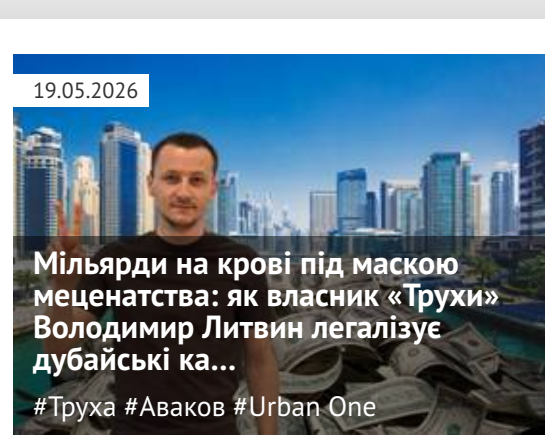 19.05.2026
Мільярди на крові під маскою
меценатства: як власник «Трухи»
Володимир Литвин легалізує
дубайські ка...
#Труха #Аваков #Urban One